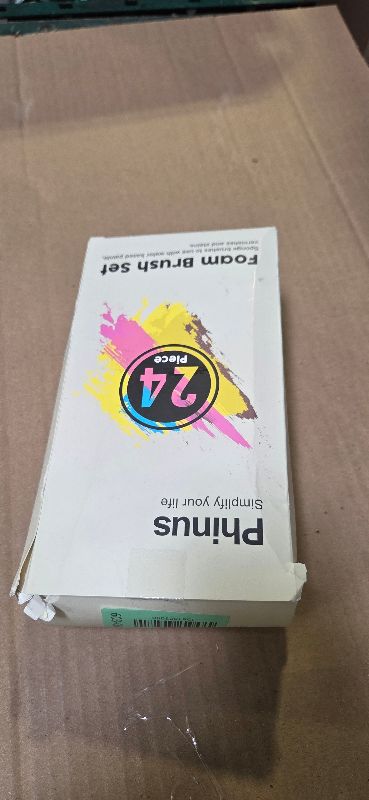 Phinus
Simplify your life
24
Piece
Foam Brush Set
Sponge brushes to use with water based paints,
varnishes and stains.